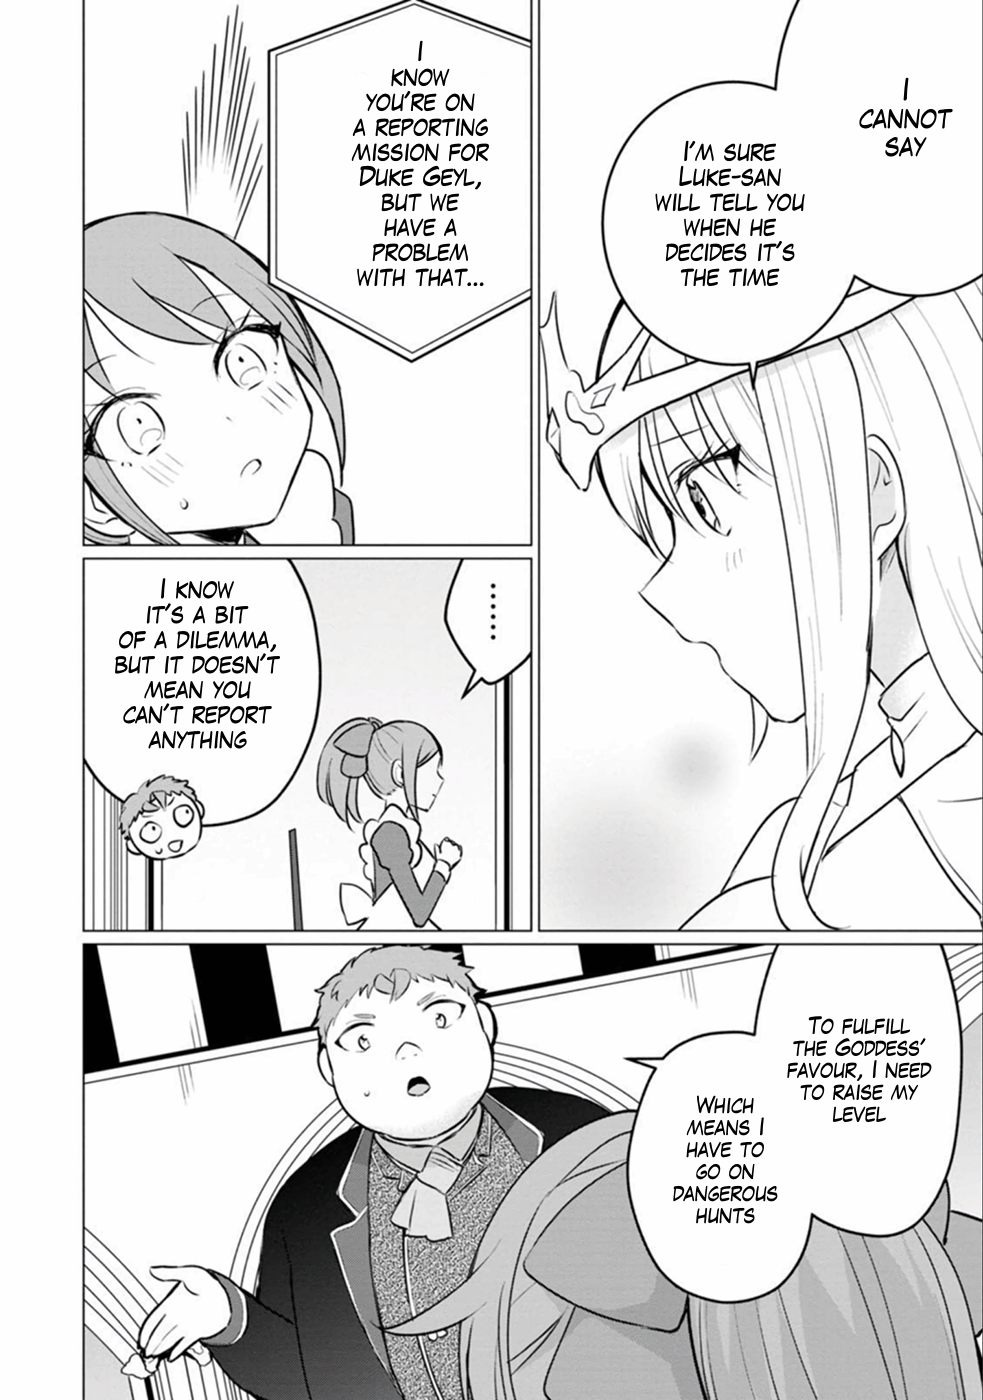 I
CANNOT
SAY
I'M SURE
LUKE-SAN
WILL TELL YOU
WHEN HE
DECIDES IT'S
THE TIME
I
KNOW
YOU'RE ON
A REPORTING
MISSION FOR
DUKE GEYL,
BUT WE
HAVE A
PROBLEM
WITH THAT...
........
I KNOW
IT'S A BIT
OF A DILEMMA,
BUT IT DOESN'T
MEAN YOU
CAN'T REPORT
ANYTHING
TO FULFILL
THE GODDESS'
FAVOUR, I NEED
TO RAISE MY
LEVEL
WHICH
MEANS I
HAVE TO
GO ON
DANGEROUS
HUNTS